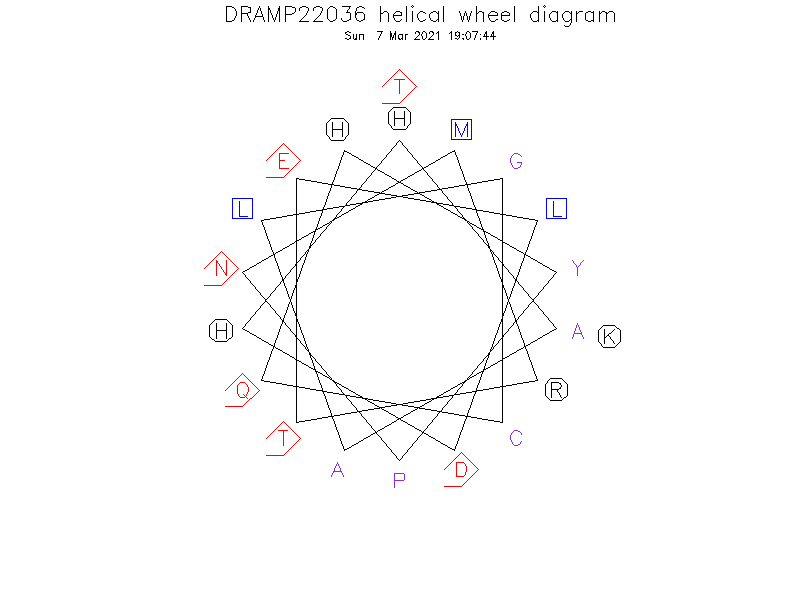 DRAMP22036 helical wheel diagram
Sun 7 Mar 2021 19:07:44
T
H H M
E G
L L
N Y
H A K
Q R
T C
A P D